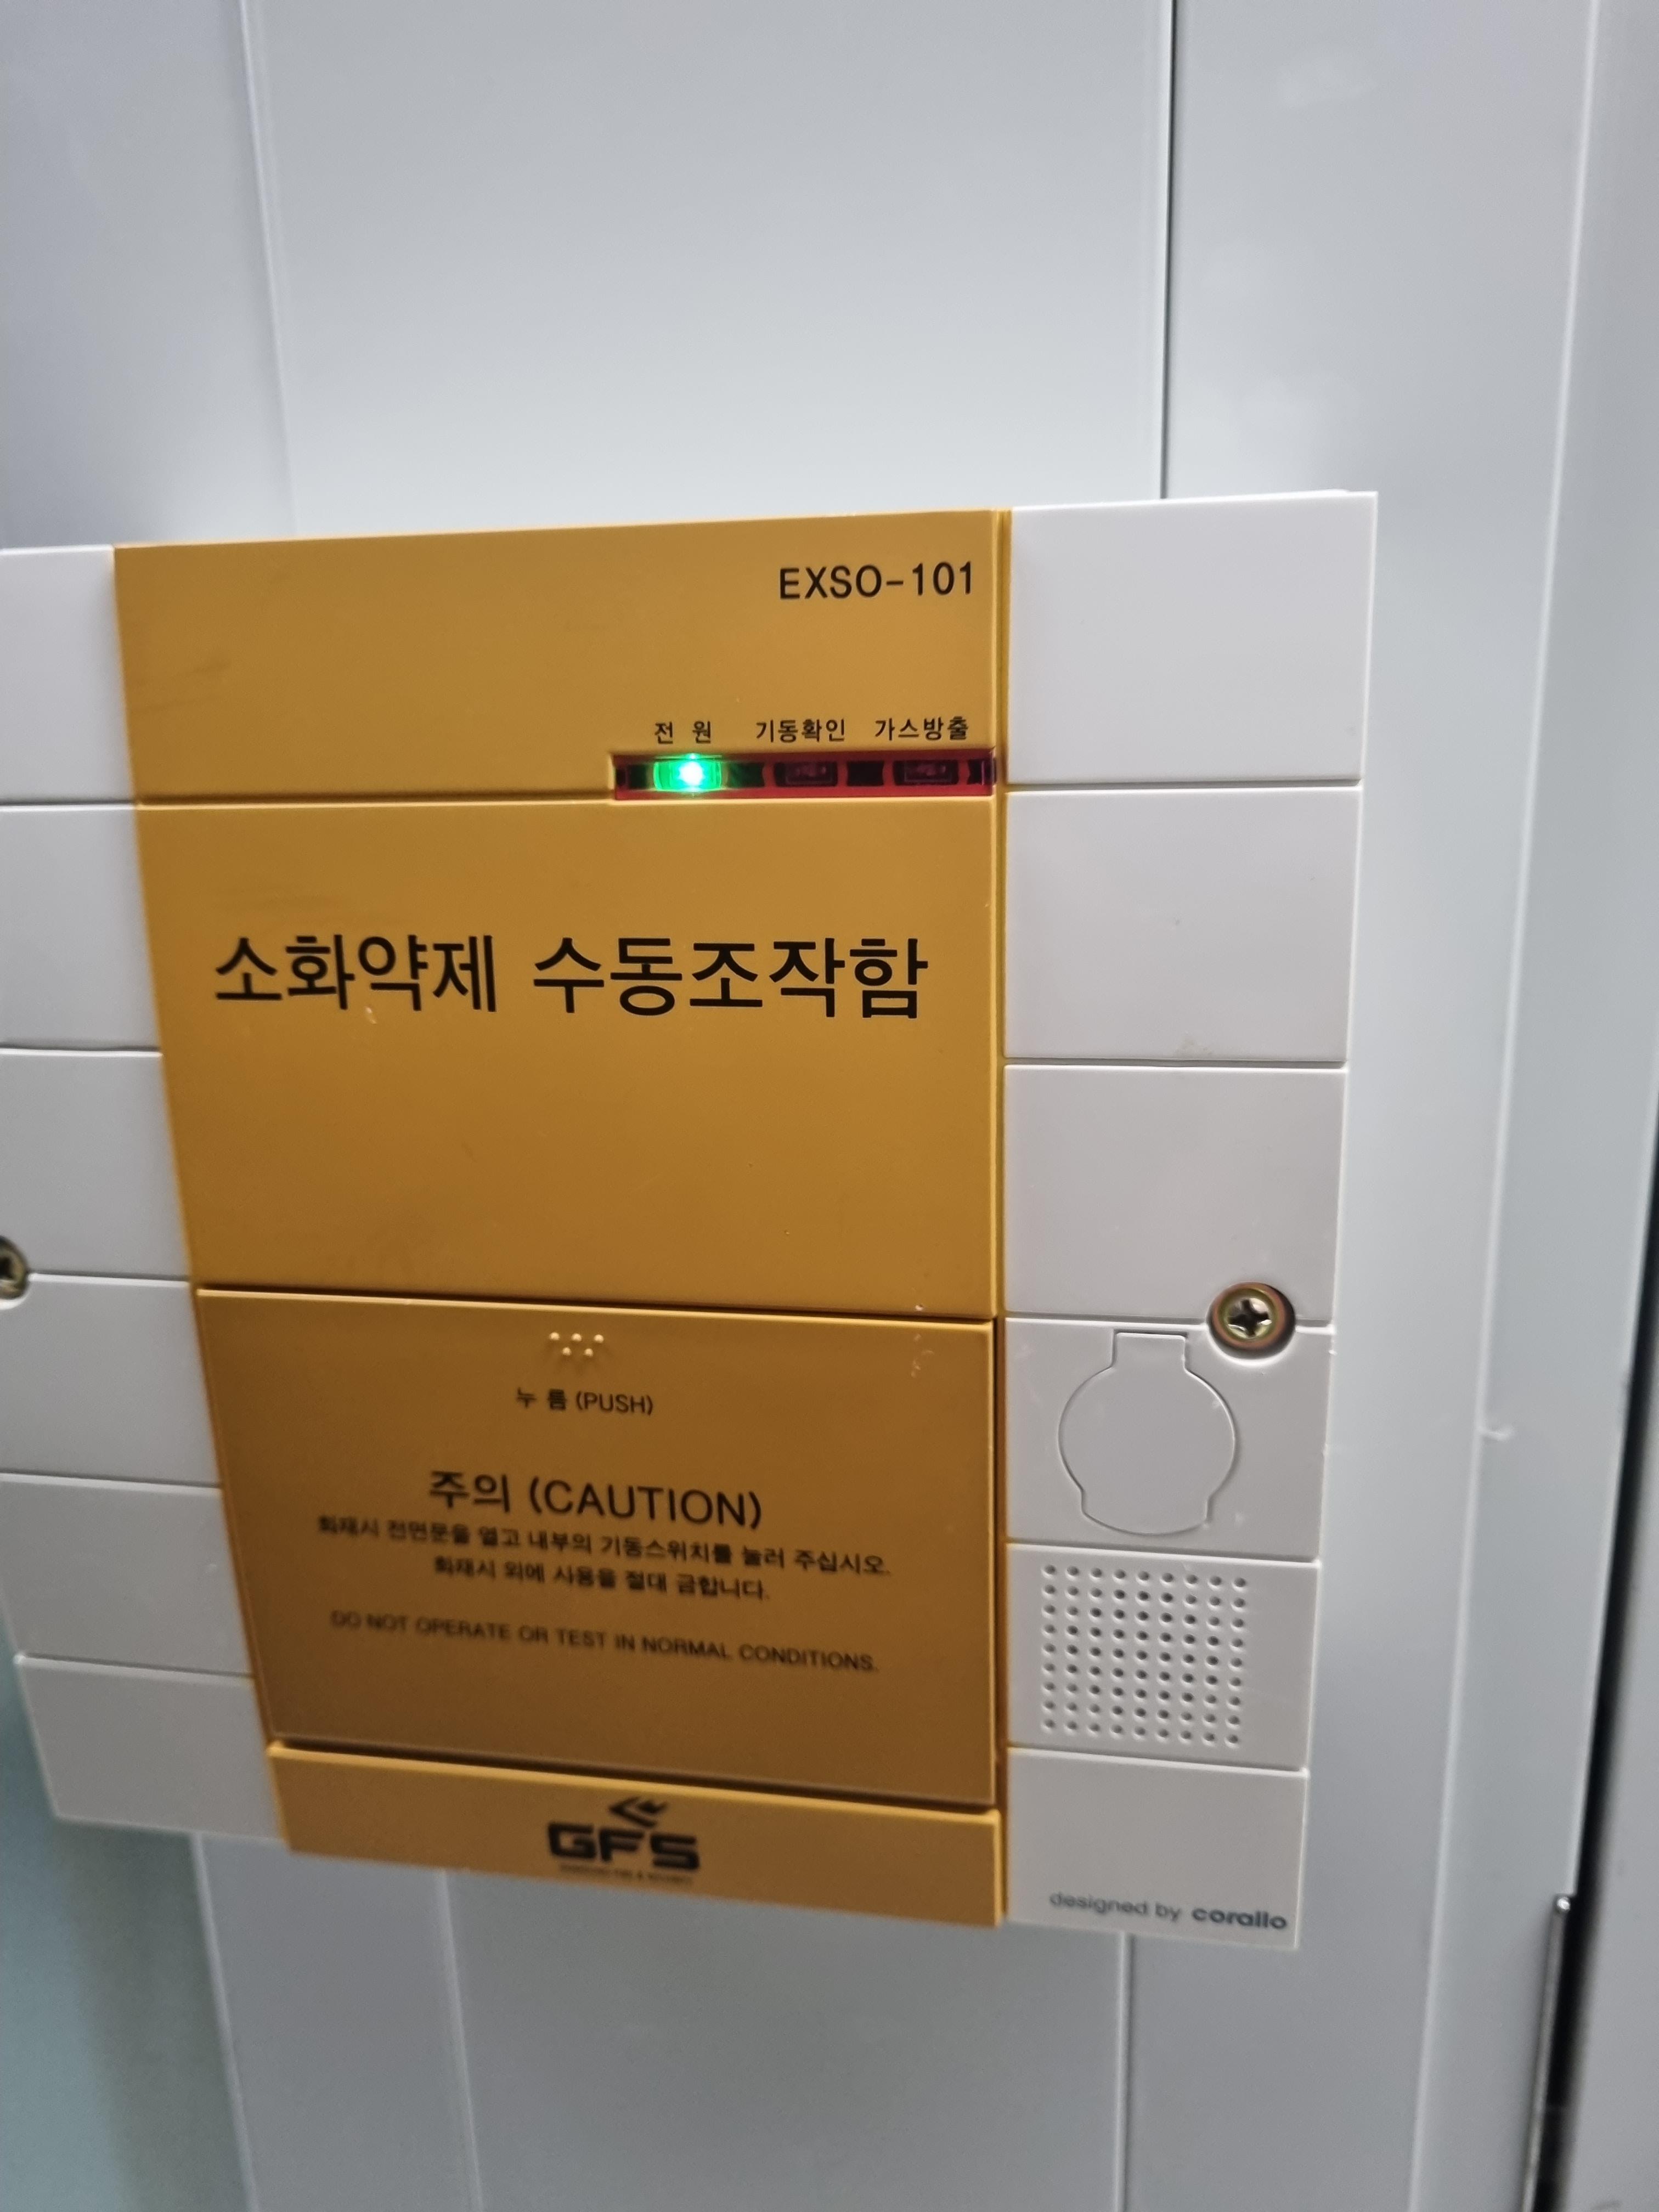 EXSO-101
전 원 기동확인 가스방출
소화약제 수동조작함
누 름 (PUSH)
주의 (CAUTION)
화재시 전면문을 열고 내부의 기동스위치를 눌러 주십시오.
화재시 외에 사용을 절대 금합니다.
DO NOT OPERATE OR TEST IN NORMAL CONDITIONS.
GFS
designed by corallo